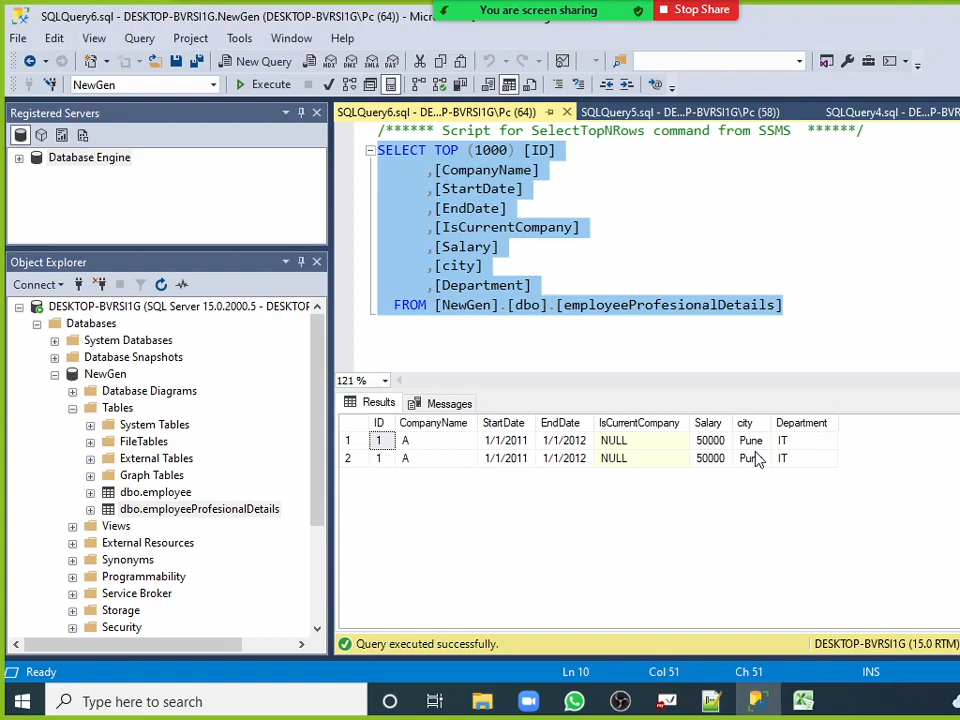 SQLQuery6.sql - DESKTOP-BVRSI1G.NewGen (DESKTOP-BVRSI1G\Pc (64))* - Micro
You are screen sharing
Stop Share
File Edit View Query Project Tools Window Help
New Query
NewGen
Execute
Registered Servers
Database Engine
Object Explorer
Connect
DESKTOP-BVRSI1G (SQL Server 15.0.2000.5 - DESKTOP
Databases
System Databases
Database Snapshots
NewGen
Database Diagrams
Tables
System Tables
FileTables
External Tables
Graph Tables
dbo.employee
dbo.employeeProfesionalDetails
Views
External Resources
Synonyms
Programmability
Service Broker
Storage
Security
SQLQuery6.sql - DE...P-BVRSI1G\Pc (64))*
SQLQuery5.sql - DE...P-BVRSI1G\Pc (58))*
SQLQuery4.sql - DE...P-BVRS
/****** Script for SelectTopNRows command from SSMS  ******/
SELECT TOP (1000) [ID]
,[CompanyName]
,[StartDate]
,[EndDate]
,[IsCurrentCompany]
,[Salary]
,[city]
,[Department]
FROM [NewGen].[dbo].[employeeProfesionalDetails]
121 %
Results Messages
ID CompanyName StartDate EndDate IsCurrentCompany Salary city Department
1 1 A 1/1/2011 1/1/2012 NULL 50000 Pune IT
2 1 A 1/1/2011 1/1/2012 NULL 50000 Pune IT
Query executed successfully.
DESKTOP-BVRSI1G (15.0 RTM)
Ready
Ln 10 Col 51 Ch 51 INS
Type here to search